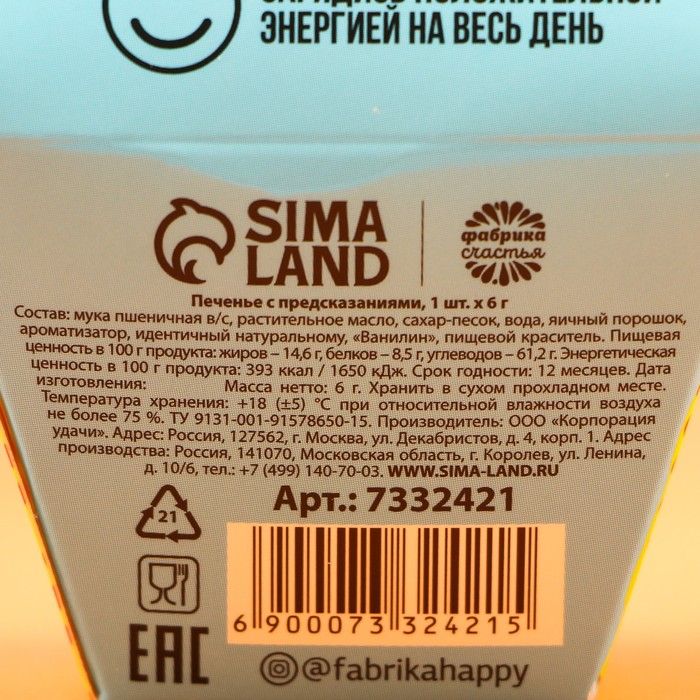 ЭНЕРГИЕЙ НА ВЕСЬ ДЕНЬ
SIMA
LAND
фабрика
счастья
Печенье с предсказаниями, 1 шт. х 6 г
Состав: мука пшеничная в/с, растительное масло, сахар-песок, вода, яичный порошок,
ароматизатор, идентичный натуральному, «Ванилин», пищевой краситель. Пищевая
ценность в 100 г продукта: жиров – 14,6 г, белков – 8,5 г, углеводов – 61,2 г. Энергетическая
ценность в 100 г продукта: 393 ккал / 1650 кДж. Срок годности: 12 месяцев. Дата
изготовления: Масса нетто: 6 г. Хранить в сухом прохладном месте.
Температура хранения: +18 (±5) °С при относительной влажности воздуха
не более 75 %. ТУ 9131-001-91578650-15. Производитель: ООО «Корпорация
удачи». Адрес: Россия, 127562, г. Москва, ул. Декабристов, д. 4, корп. 1. Адрес
производства: Россия, 141070, Московская область, г. Королев, ул. Ленина,
д. 10/6, тел.: +7 (499) 140-70-03. WWW.SIMA-LAND.RU
Арт.: 7332421
21
6 900073 324215
EAC
@fabrikahappy